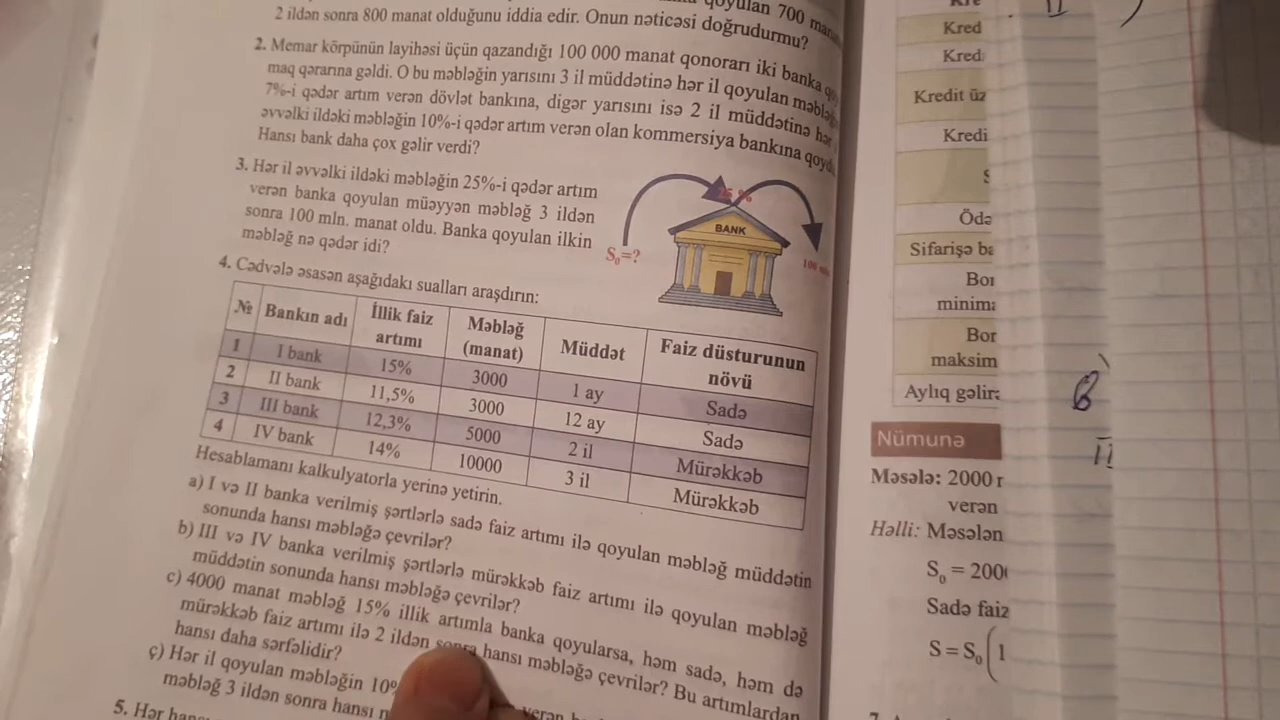 qoyulan 700
2 ildən sonra 800 manat olduğunu iddia edir. Onun nəticəsi doğrudurmu?
2. Memar körpünün layihəsi üçün qazandığı 100 000 manat qonorarı iki banka
maq qərarına gəldi. O bu məbləğin yarısını 3 il müddətinə hər il qoyulan
7%-i qədər artım verən dövlət bankına, digər yarısını isə 2 il müddətinə hər
əvvəlki ildəki məbləğin 10%-i qədər artım verən olan kommersiya bankına
Hansı bank daha çox gəlir verdi?
3. Hər il əvvəlki ildəki məbləğin 25%-i qədər artım
verən banka qoyulan müəyyən məbləğ 3 ildən
sonra 100 mln. manat oldu. Banka qoyulan ilkin
məbləğ nə qədər idi?
BANK
S₀=?
4. Cədvələ əsasən aşağıdakı sualları araşdırın:
№ Bankın adı İllik faiz artımı Məbləğ (manat) Müddət Faiz düsturunun növü
1 I bank 15% 3000 1 ay Sadə
2 II bank 11,5% 3000 12 ay Sadə
3 III bank 12,3% 5000 2 il Mürəkkəb
4 IV bank 14% 10000 3 il Mürəkkəb
Hesablamanı kalkulyatorla yerinə yetirin.
a) I və II banka verilmiş şərtlərlə sadə faiz artımı ilə qoyulan məbləğ müddətin
sonunda hansı məbləğə çevrilər?
b) III və IV banka verilmiş şərtlərlə mürəkkəb faiz artımı ilə qoyulan məbləğ
müddətin sonunda hansı məbləğə çevrilər?
c) 4000 manat məbləğ 15% illik artımla banka qoyularsa, həm sadə, həm də
mürəkkəb faiz artımı ilə 2 ildən sonra hansı məbləğə çevrilər? Bu artımlardan
hansı daha sərfəlidir?
ç) Hər il qoyulan məbləğin 10%
məbləğ 3 ildən sonra hansı
5. Hər
Kred
Kred
Kredit üz
Kredi
Ödə
Sifarişə ba
Bor
minima
Bor
maksim
Aylıq gəlir
Nümunə
Məsələ: 2000
verən
Həlli: Məsələn
S₀ = 200
Sadə faiz
S = S₀(1
B
II